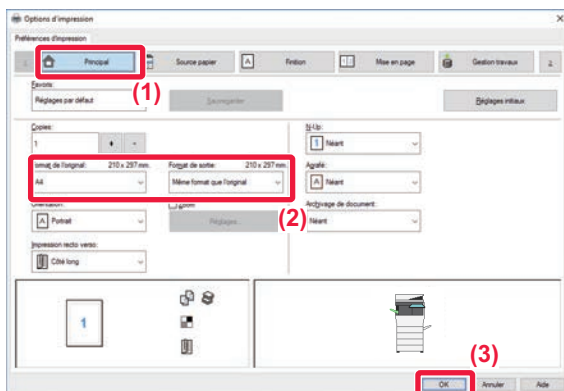 Options d'impression
Préférences d'impression
Principal
Source papier
Finition
Mise en page
Gestion travaux
Favoris:
(1)
Réglages par défaut
Sauvegarder
Réglages initiaux
Copies:
N-Up:
1
+ -
1 Néant
Format de l'original: 210 x 297 mm.
Format de sortie: 210 x 297 mm.
Agrafé:
A4
Même format que l'original
A Néant
(2)
Orientation:
Zoom
Archivage de document:
A Portrait
Réglages...
Néant
Impression recto verso:
Côté long
1
(3)
OK
Annuler
Aide